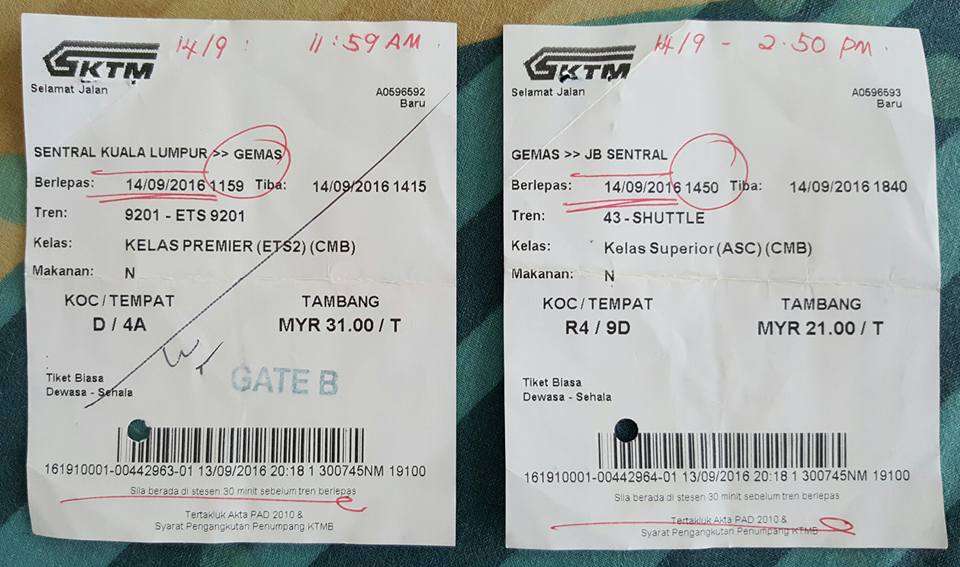 14/9 : 11:59 AM
KTM
Selamat Jalan
A0596592
Baru
SENTRAL KUALA LUMPUR >> GEMAS
Berlepas: 14/09/2016 1159 Tiba: 14/09/2016 1415
Tren: 9201 - ETS 9201
Kelas: KELAS PREMIER (ETS2) (CMB)
Makanan: N
KOC / TEMPAT TAMBANG
D / 4A MYR 31.00 / T
GATE B
Tiket Biasa
Dewasa - Sehala
161910001-00442963-01 13/09/2016 20:18 1 300745NM 19100
Sila berada di stesen 30 minit sebelum tren berlepas
Tertakluk Akta PAD 2010 &
Syarat Pengangkutan Penumpang KTMB
14/9 - 2.50 pm.
KTM
Selamat Jalan
A0596593
Baru
GEMAS >> JB SENTRAL
Berlepas: 14/09/2016 1450 Tiba: 14/09/2016 1840
Tren: 43 - SHUTTLE
Kelas: Kelas Superior (ASC) (CMB)
Makanan: N
KOC / TEMPAT TAMBANG
R4 / 9D MYR 21.00 / T
Tiket Biasa
Dewasa - Sehala
161910001-00442964-01 13/09/2016 20:18 1 300745NM 19100
Sila berada di stesen 30 minit sebelum tren berlepas
Tertakluk Akta PAD 2010 &
Syarat Pengangkutan Penumpang KTMB